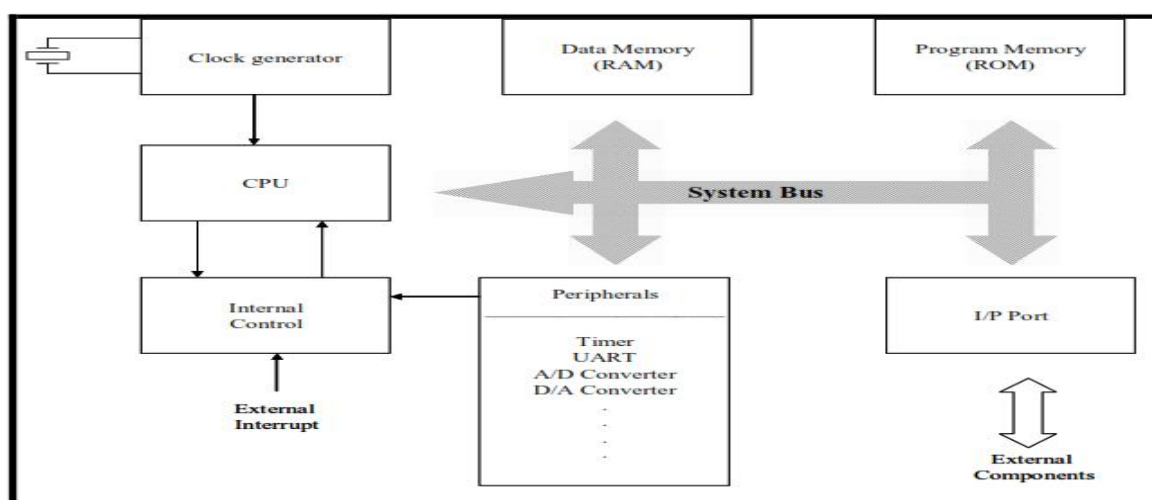 Clock generator
Data Memory
(RAM)
Program Memory
(ROM)
CPU
System Bus
Internal
Control
Peripherals
Timer
UART
A/D Converter
D/A Converter
.
.
.
.
I/P Port
External
Interrupt
External
Components